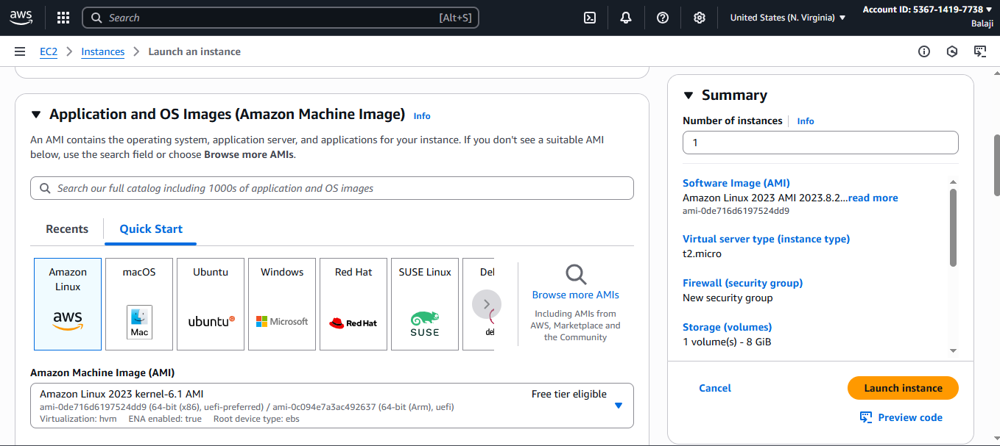 aws
Search
[Alt+S]
United States (N. Virginia)
Account ID: 5367-1419-7738
Balaji
EC2
Instances
Launch an instance
Application and OS Images (Amazon Machine Image)
Info
An AMI contains the operating system, application server, and applications for your instance. If you don't see a suitable AMI
below, use the search field or choose Browse more AMIs.
Search our full catalog including 1000s of application and OS images
Recents
Quick Start
Amazon
Linux
aws
macOS
Mac
Ubuntu
ubuntu
Windows
Microsoft
Red Hat
Red Hat
SUSE Linux
SUSE
Del
del
Browse more AMIs
Including AMIs from
AWS, Marketplace and
the Community
Amazon Machine Image (AMI)
Amazon Linux 2023 kernel-6.1 AMI
Free tier eligible
ami-0de716d6197524dd9 (64-bit (x86), uefi-preferred) / ami-0c094e7a3ac492637 (64-bit (Arm), uefi)
Virtualization: hvm ENA enabled: true Root device type: ebs
Summary
Number of instances
Info
1
Software Image (AMI)
Amazon Linux 2023 AMI 2023.8.2...read more
ami-0de716d6197524dd9
Virtual server type (instance type)
t2.micro
Firewall (security group)
New security group
Storage (volumes)
1 volume(s) - 8 GiB
Cancel
Launch instance
Preview code